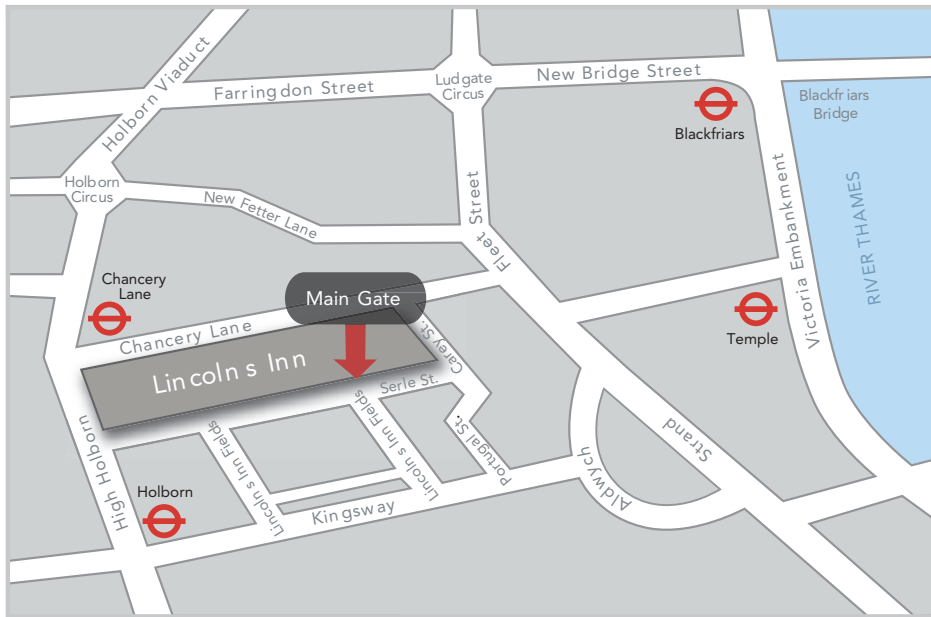 Holborn Viaduct
Farringdon Street
Ludgate
Circus
New Bridge Street
Blackfriars
Blackfriars
Bridge
Holborn
Circus
New Fetter Lane
Fleet
Street
Victoria Embankment
RIVER THAMES
Chancery
Lane
Main Gate
Chancery Lane
Lincoln s Inn
Carey St.
Serle St.
Temple
High Holborn
Lincoln s Inn Fields
Lincoln s Inn Fields
Portugal St.
Strand
Aldwych
Holborn
Kingsway